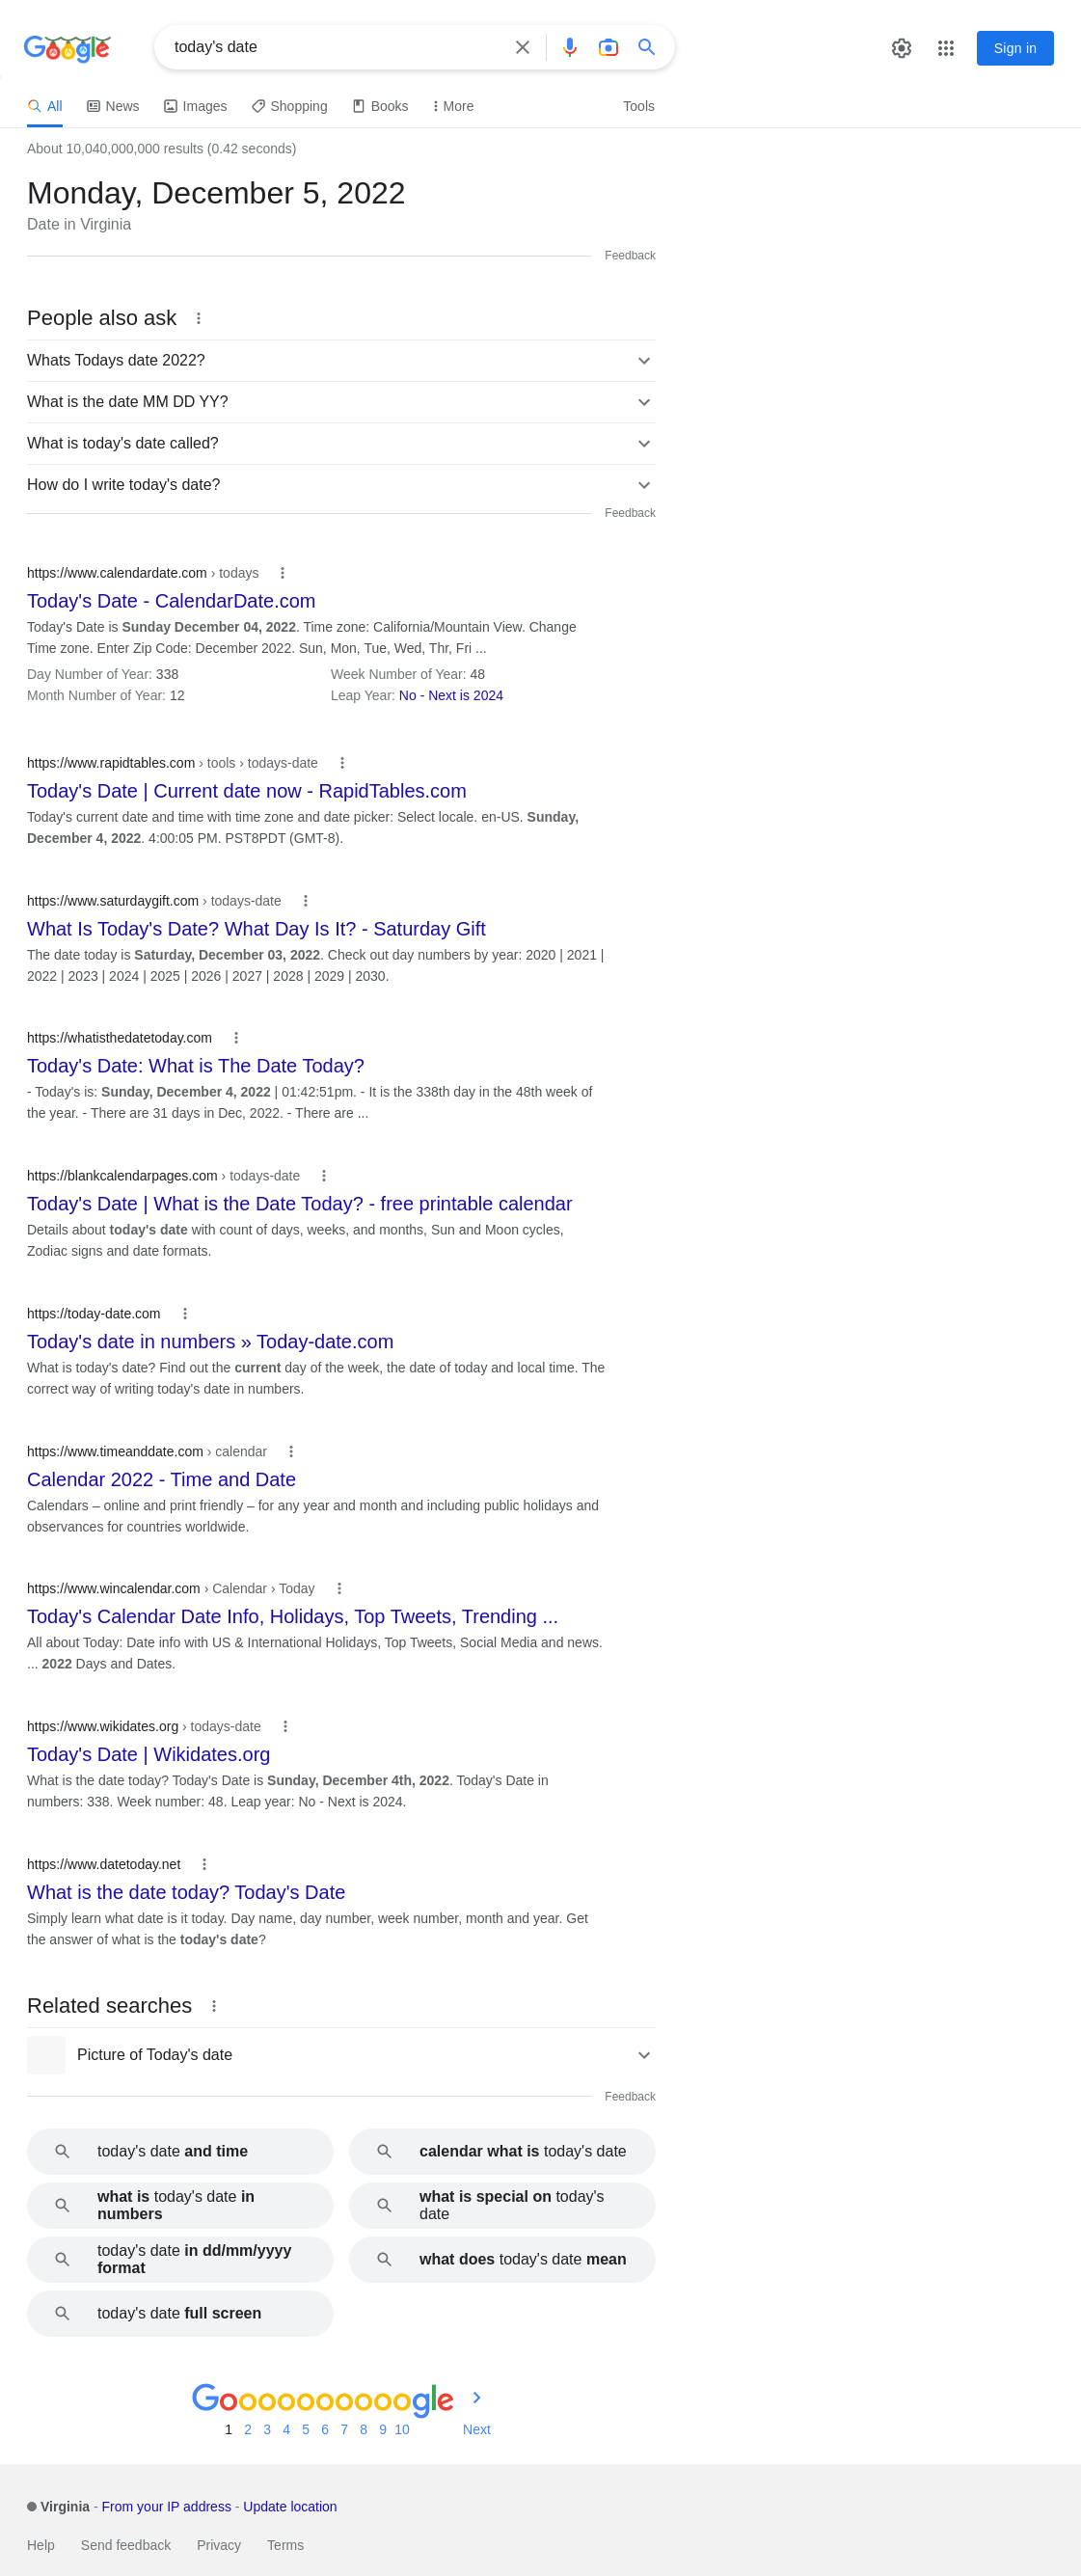 Google
today's date
Sign in
All
News
Images
Shopping
Books
More
Tools
About 10,040,000,000 results (0.42 seconds)
Monday, December 5, 2022
Date in Virginia
Feedback
People also ask
Whats Todays date 2022?
What is the date MM DD YY?
What is today's date called?
How do I write today's date?
Feedback
https://www.calendardate.com › todays
Today's Date - CalendarDate.com
Today's Date is Sunday December 04, 2022. Time zone: California/Mountain View. Change
Time zone. Enter Zip Code: December 2022. Sun, Mon, Tue, Wed, Thr, Fri ...
Day Number of Year: 338
Week Number of Year: 48
Month Number of Year: 12
Leap Year: No - Next is 2024
https://www.rapidtables.com › tools › todays-date
Today's Date | Current date now - RapidTables.com
Today's current date and time with time zone and date picker: Select locale. en-US. Sunday,
December 4, 2022. 4:00:05 PM. PST8PDT (GMT-8).
https://www.saturdaygift.com › todays-date
What Is Today's Date? What Day Is It? - Saturday Gift
The date today is Saturday, December 03, 2022. Check out day numbers by year: 2020 | 2021 |
2022 | 2023 | 2024 | 2025 | 2026 | 2027 | 2028 | 2029 | 2030.
https://whatisthedatetoday.com
Today's Date: What is The Date Today?
- Today's is: Sunday, December 4, 2022 | 01:42:51pm. - It is the 338th day in the 48th week of
the year. - There are 31 days in Dec, 2022. - There are ...
https://blankcalendarpages.com › todays-date
Today's Date | What is the Date Today? - free printable calendar
Details about today's date with count of days, weeks, and months, Sun and Moon cycles,
Zodiac signs and date formats.
https://today-date.com
Today's date in numbers » Today-date.com
What is today's date? Find out the current day of the week, the date of today and local time. The
correct way of writing today's date in numbers.
https://www.timeanddate.com › calendar
Calendar 2022 - Time and Date
Calendars – online and print friendly – for any year and month and including public holidays and
observances for countries worldwide.
https://www.wincalendar.com › Calendar › Today
Today's Calendar Date Info, Holidays, Top Tweets, Trending ...
All about Today: Date info with US & International Holidays, Top Tweets, Social Media and news.
... 2022 Days and Dates.
https://www.wikidates.org › todays-date
Today's Date | Wikidates.org
What is the date today? Today's Date is Sunday, December 4th, 2022. Today's Date in
numbers: 338. Week number: 48. Leap year: No - Next is 2024.
https://www.datetoday.net
What is the date today? Today's Date
Simply learn what date is it today. Day name, day number, week number, month and year. Get
the answer of what is the today's date?
Related searches
Picture of Today's date
Feedback
today's date and time
calendar what is today's date
what is today's date in
numbers
what is special on today's
date
today's date in dd/mm/yyyy
format
what does today's date mean
today's date full screen
Goooooooooogle
1 2 3 4 5 6 7 8 9 10 Next
Virginia - From your IP address - Update location
Help Send feedback Privacy Terms